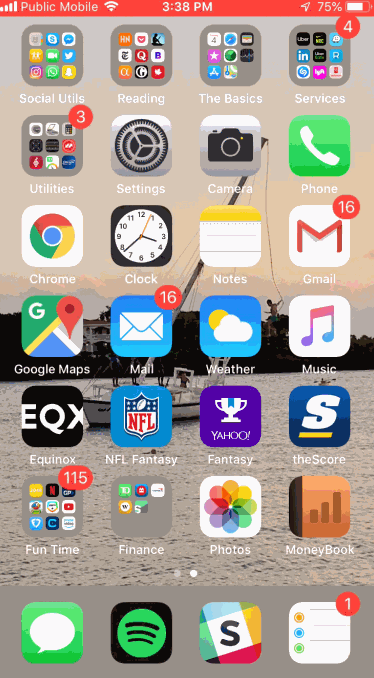 Public Mobile 3:38 PM 75%
4
Social Utils Reading The Basics Services
3
Utilities Settings Camera Phone
16
Chrome Clock Notes Gmail
G 16
Google Maps Mail Weather Music
EQX NFL YAHOO! S
Equinox NFL Fantasy Fantasy theScore
115
Fun Time Finance Photos MoneyBook
S 1